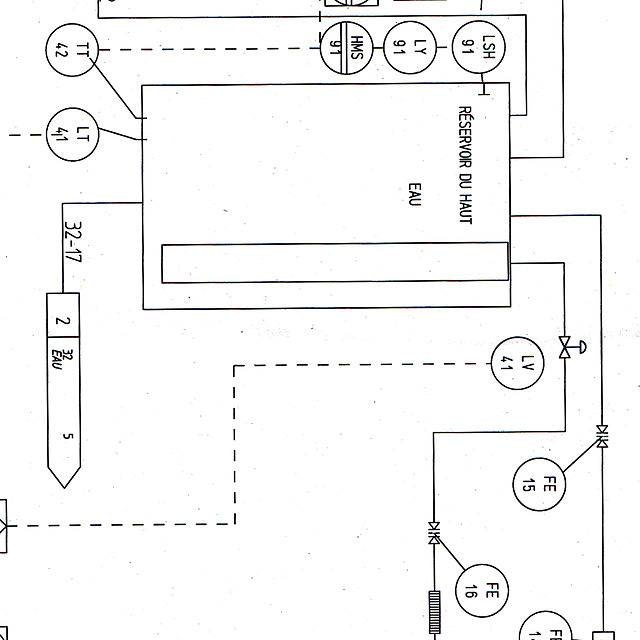 TT
42
HMS
91
LY
91
LSH
91
LT
41
RÉSERVOIR DU HAUT
EAU
32-17
2
32
EAU
5
LV
41
FE
15
FE
16
FE